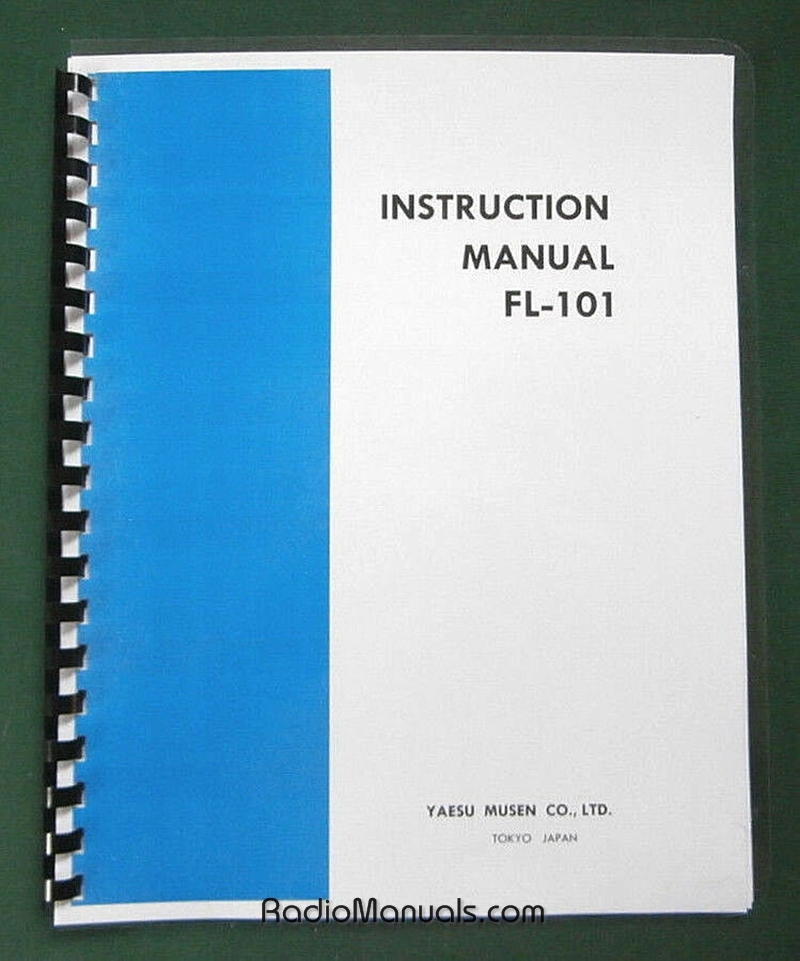 INSTRUCTION
MANUAL
FL-101
YAESU MUSEN CO., LTD.
TOKYO JAPAN
RadioManuals.com